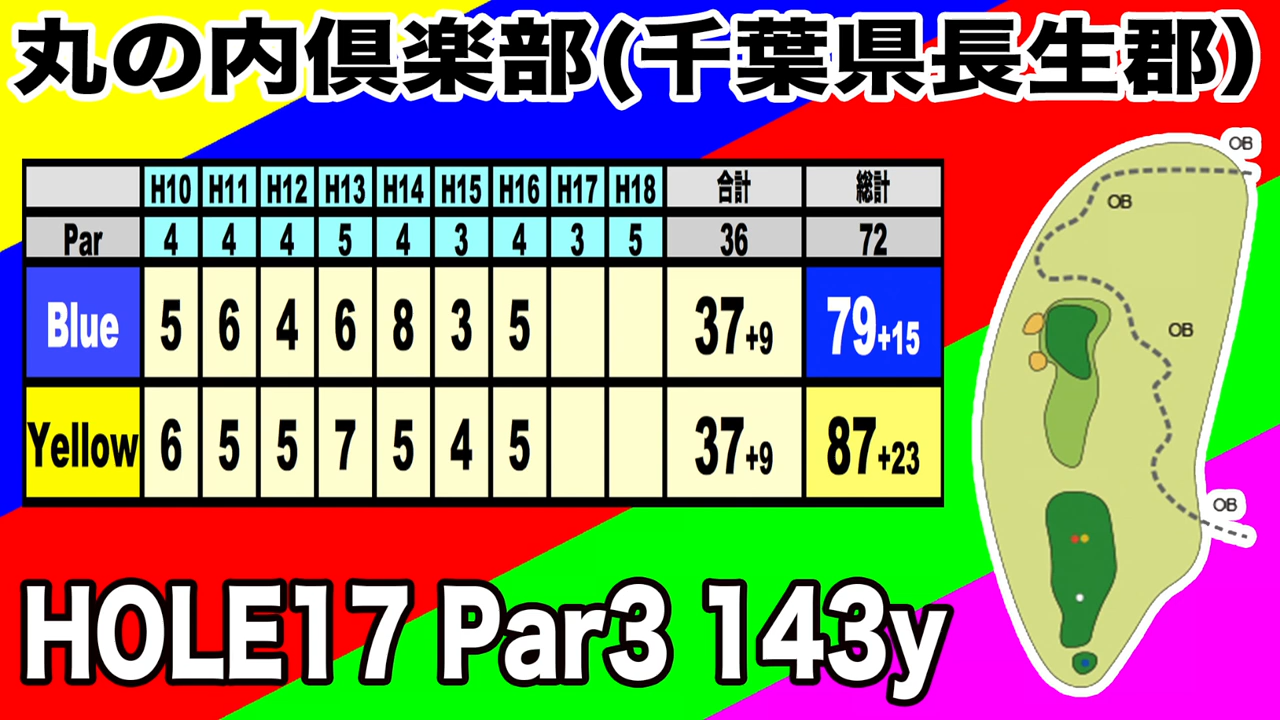 丸の内倶楽部(千葉県長生郡)
H10 H11 H12 H13 H14 H15 H16 H17 H18 合計 総計
Par 4 4 4 5 4 3 4 3 5 36 72
Blue 5 6 4 6 8 3 5 37+9 79+15
Yellow 6 5 5 7 5 4 5 37+9 87+23
OB
OB
OB
OB
HOLE17 Par3 143y